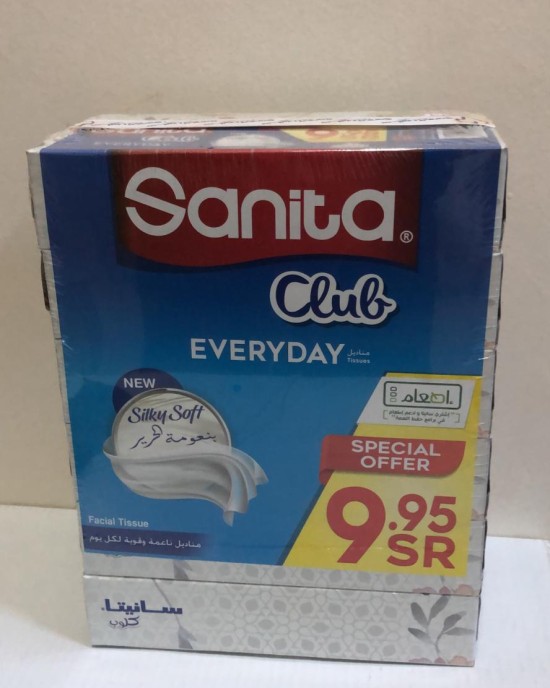 Sanita®
Club
EVERYDAY
مناديل
Tissues
NEW
Silky Soft
بنعومة الحرير
إطعام
SPECIAL
OFFER
9.95
SR
Facial Tissue
مناديل ناعمة وقوية لكل يوم
سانيتا
كلوب